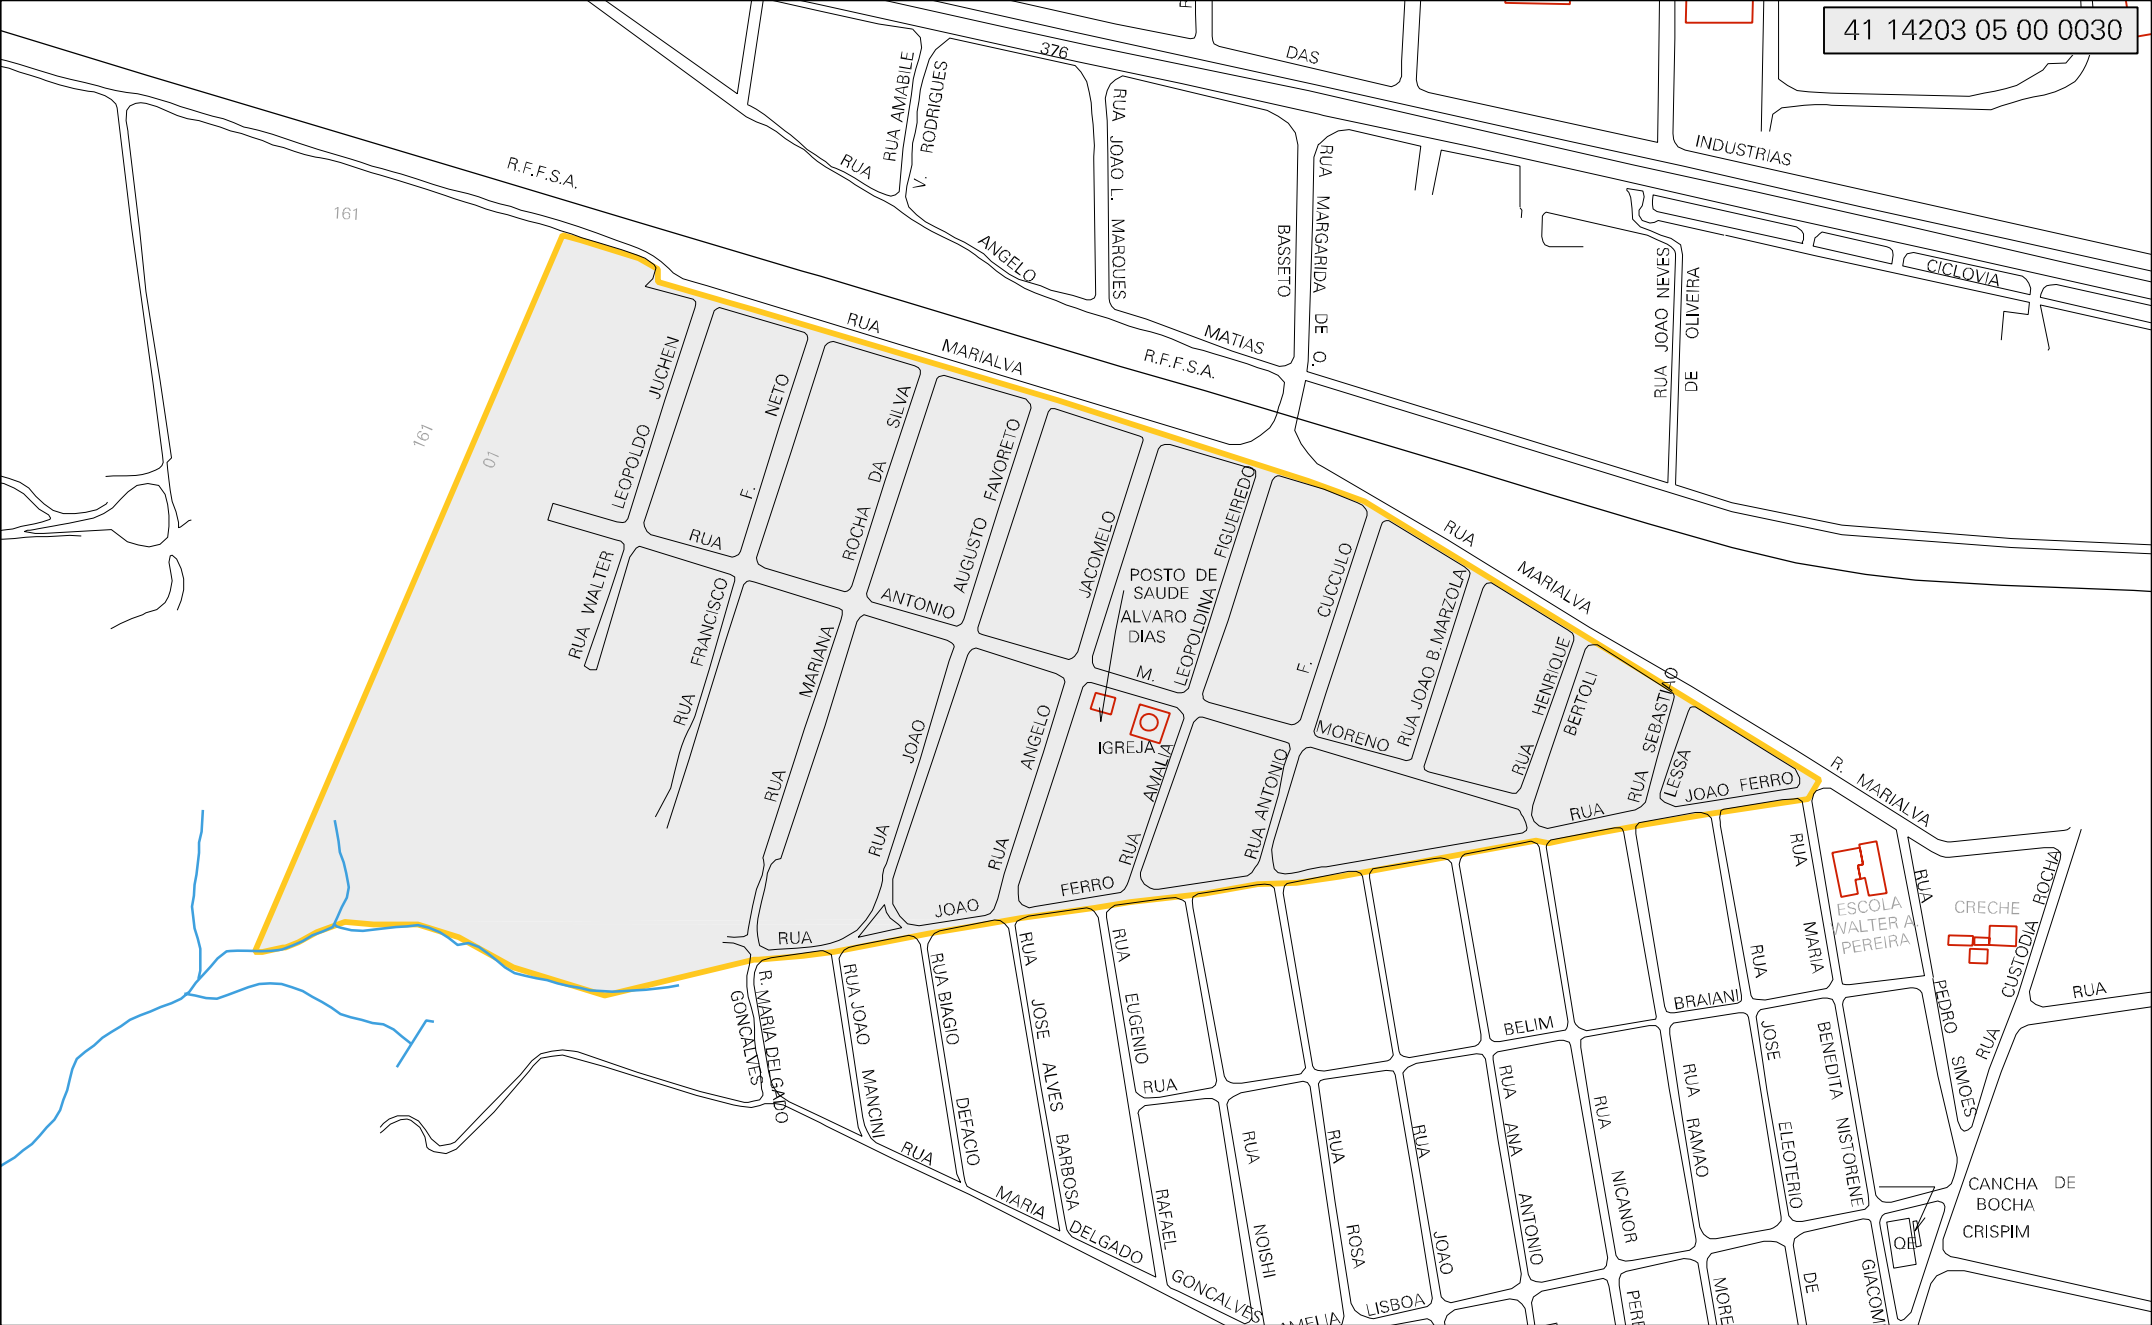 41 14203 05 00 0030
376
DAS
INDUSTRIAS
RUA AMABILE
V. RODRIGUES
RUA JOAO L. MARQUES
RUA MARGARIDA DE O.
BASSETO
RUA
ANGELO
MATIAS
R.F.F.S.A.
R.F.F.S.A.
161
161
01
CICLOVIA
RUA JOAO NEVES
DE OLIVEIRA
RUA
MARIALVA
RUA
MARIALVA
R. MARIALVA
LEOPOLDO JUCHEN
RUA WALTER
F. NETO
RUA FRANCISCO
ROCHA DA SILVA
RUA MARIANA
AUGUSTO FAVORETO
RUA JOAO
JACOMELO
RUA ANGELO
LEOPOLDINA FIGUEIREDO
RUA AMALIA
F. CUCCULO
RUA ANTONIO
RUA JOAO B. MARZOLA
RUA HENRIQUE
BERTOLI
RUA SEBASTIAO
LESSA
RUA
ANTONIO
M.
MORENO
POSTO DE
SAUDE
ALVARO
DIAS
IGREJA
RUA
JOAO
FERRO
RUA
JOAO FERRO
R. MARIA DELGADO
GONCALVES
RUA JOAO MANCINI
RUA BIAGIO DEFACIO
RUA JOSE ALVES BARBOSA
RUA EUGENIO
RAFAEL
RUA
BELIM
BRAIANI
RUA MARIA
BENEDITA NISTORENE
RUA
JOSE ELEOTERIO
DE
ESCOLA
WALTER A
PEREIRA
CRECHE
RUA PEDRO SIMOES
RUA CUSTODIA ROCHA
RUA
RUA
MARIA
DELGADO
GONCALVES
RUA NOISHI
RUA ROSA
RUA JOAO
RUA ANA ANTONIO
RUA NICANOR
RUA RAMAO
LISBOA
AMELIA
PERE
MORE
GIACOM
CANCHA DE
BOCHA
CRISPIM
QE